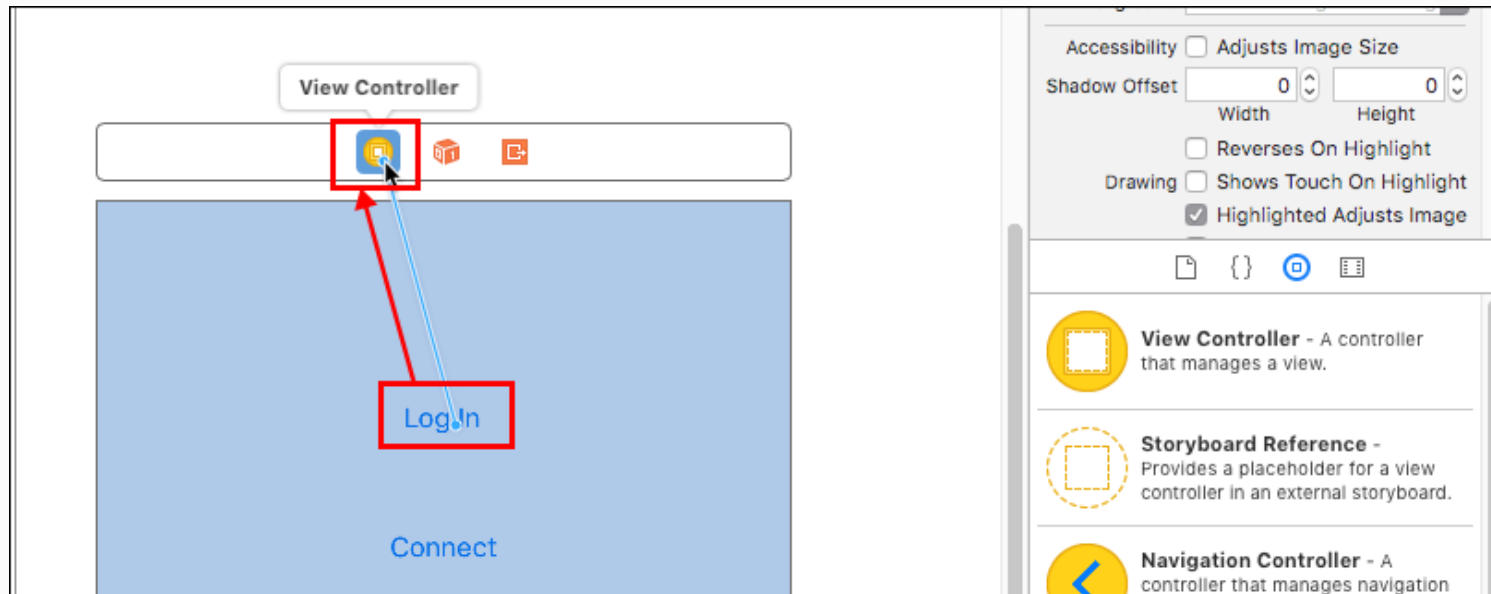 View Controller
Log In
Connect
Accessibility Adjusts Image Size
Shadow Offset 0 0
Width Height
Reverses On Highlight
Drawing Shows Touch On Highlight
Highlighted Adjusts Image
{ }
View Controller - A controller
that manages a view.
Storyboard Reference -
Provides a placeholder for a view
controller in an external storyboard.
Navigation Controller - A
controller that manages navigation